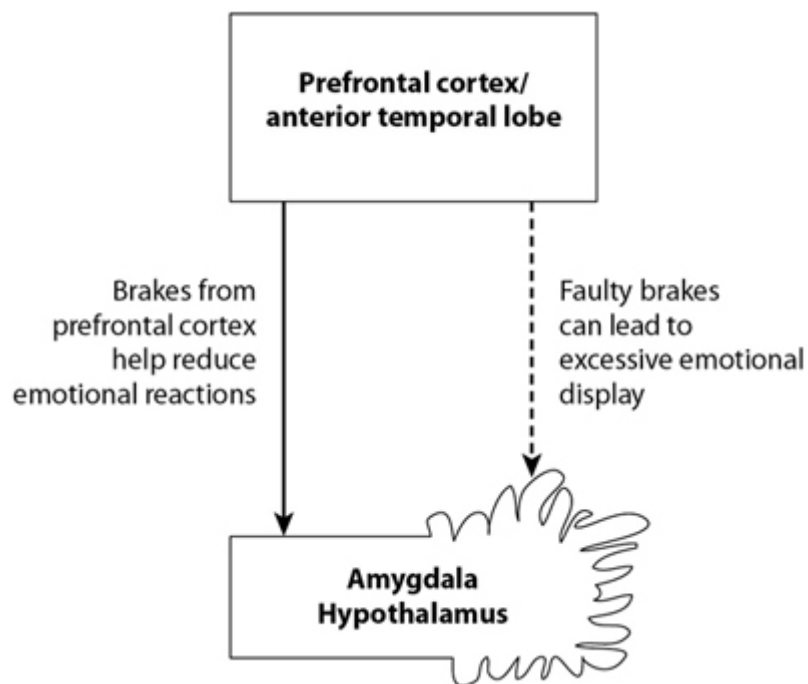 Prefrontal cortex/
anterior temporal lobe
Brakes from
prefrontal cortex
help reduce
emotional reactions
Faulty brakes
can lead to
excessive emotional
display
Amygdala
Hypothalamus